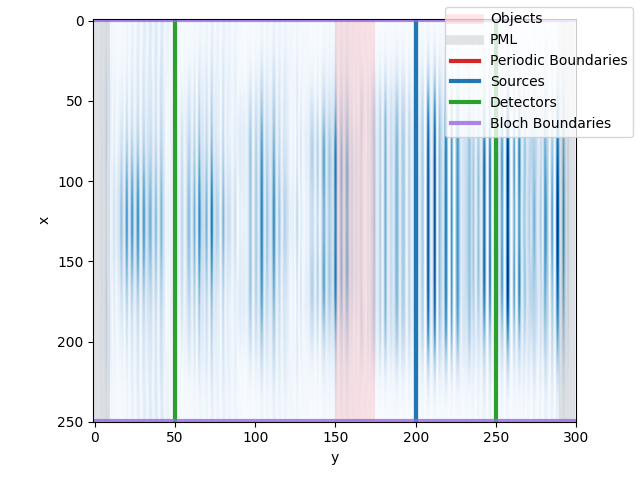 Objects
PML
Periodic Boundaries
Sources
Detectors
Bloch Boundaries
0
50
100
150
200
250
x
0
50
100
150
200
250
300
y